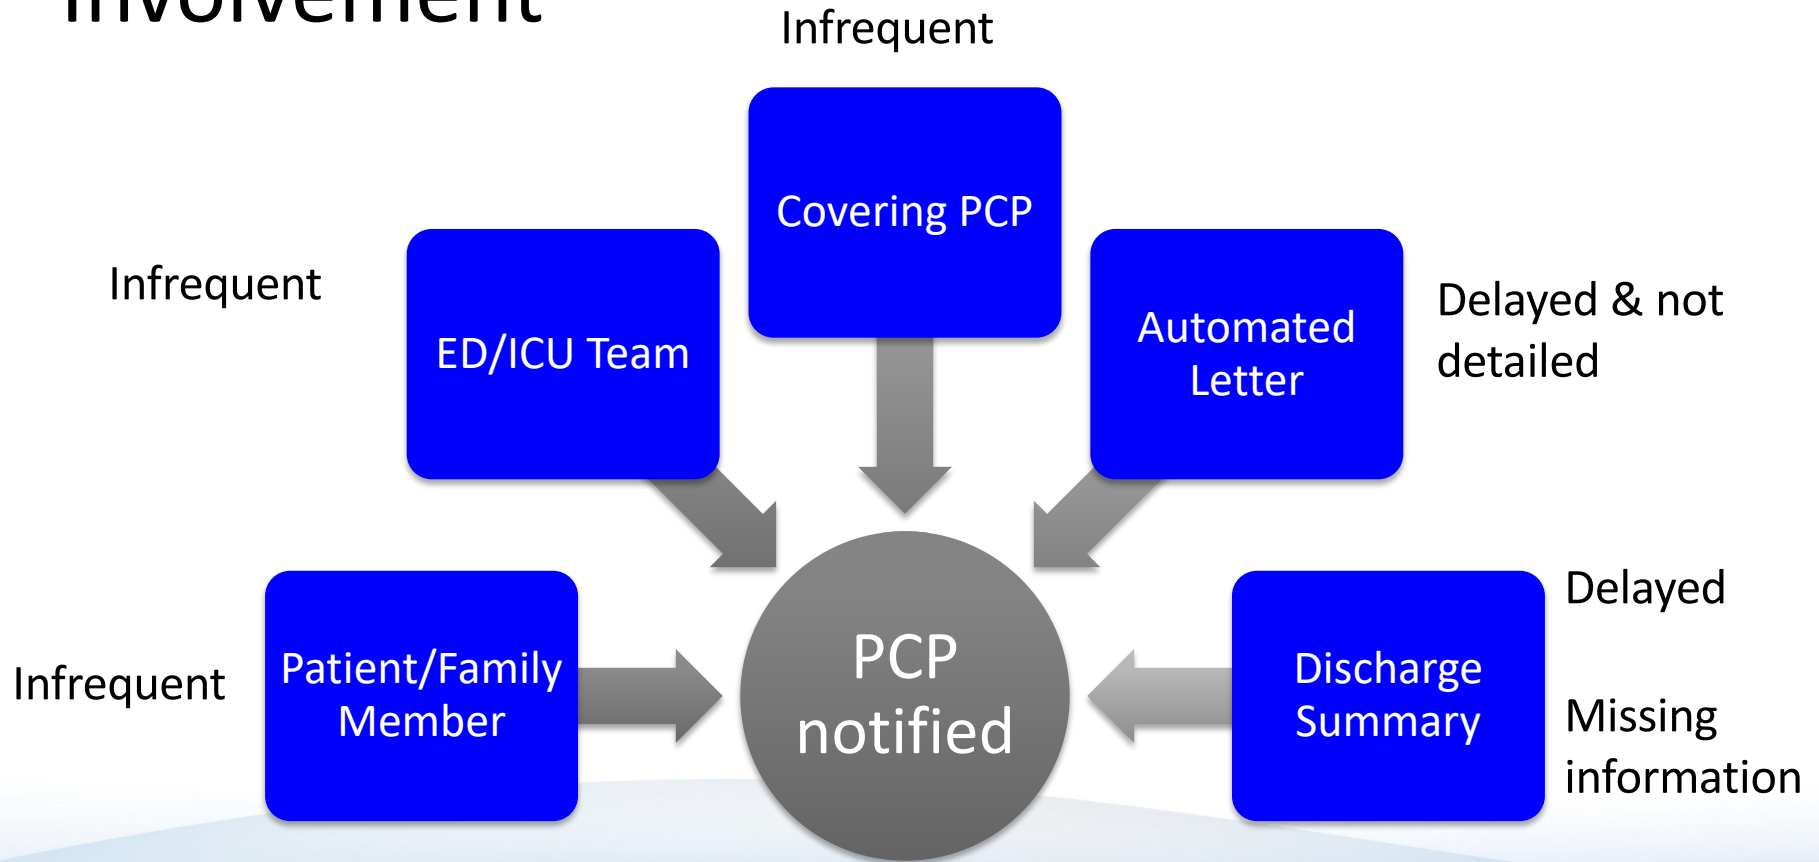 Involvement
Infrequent
Covering PCP
Infrequent
ED/ICU Team
Automated
Letter
Delayed & not
detailed
Infrequent
Patient/Family
Member
PCP
notified
Discharge
Summary
Delayed
Missing
information